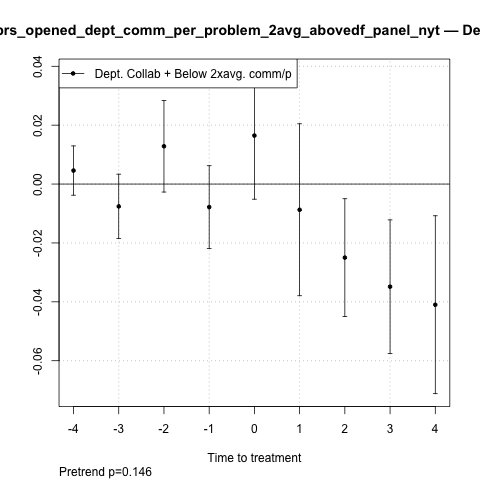 prs_opened_dept_comm_per_problem_2avg_abovedf_panel_nyt — De
Dept. Collab + Below 2xavg. comm/p
0.04
0.02
0.00
-0.02
-0.04
-0.06
-4 -3 -2 -1 0 1 2 3 4
Time to treatment
Pretrend p=0.146